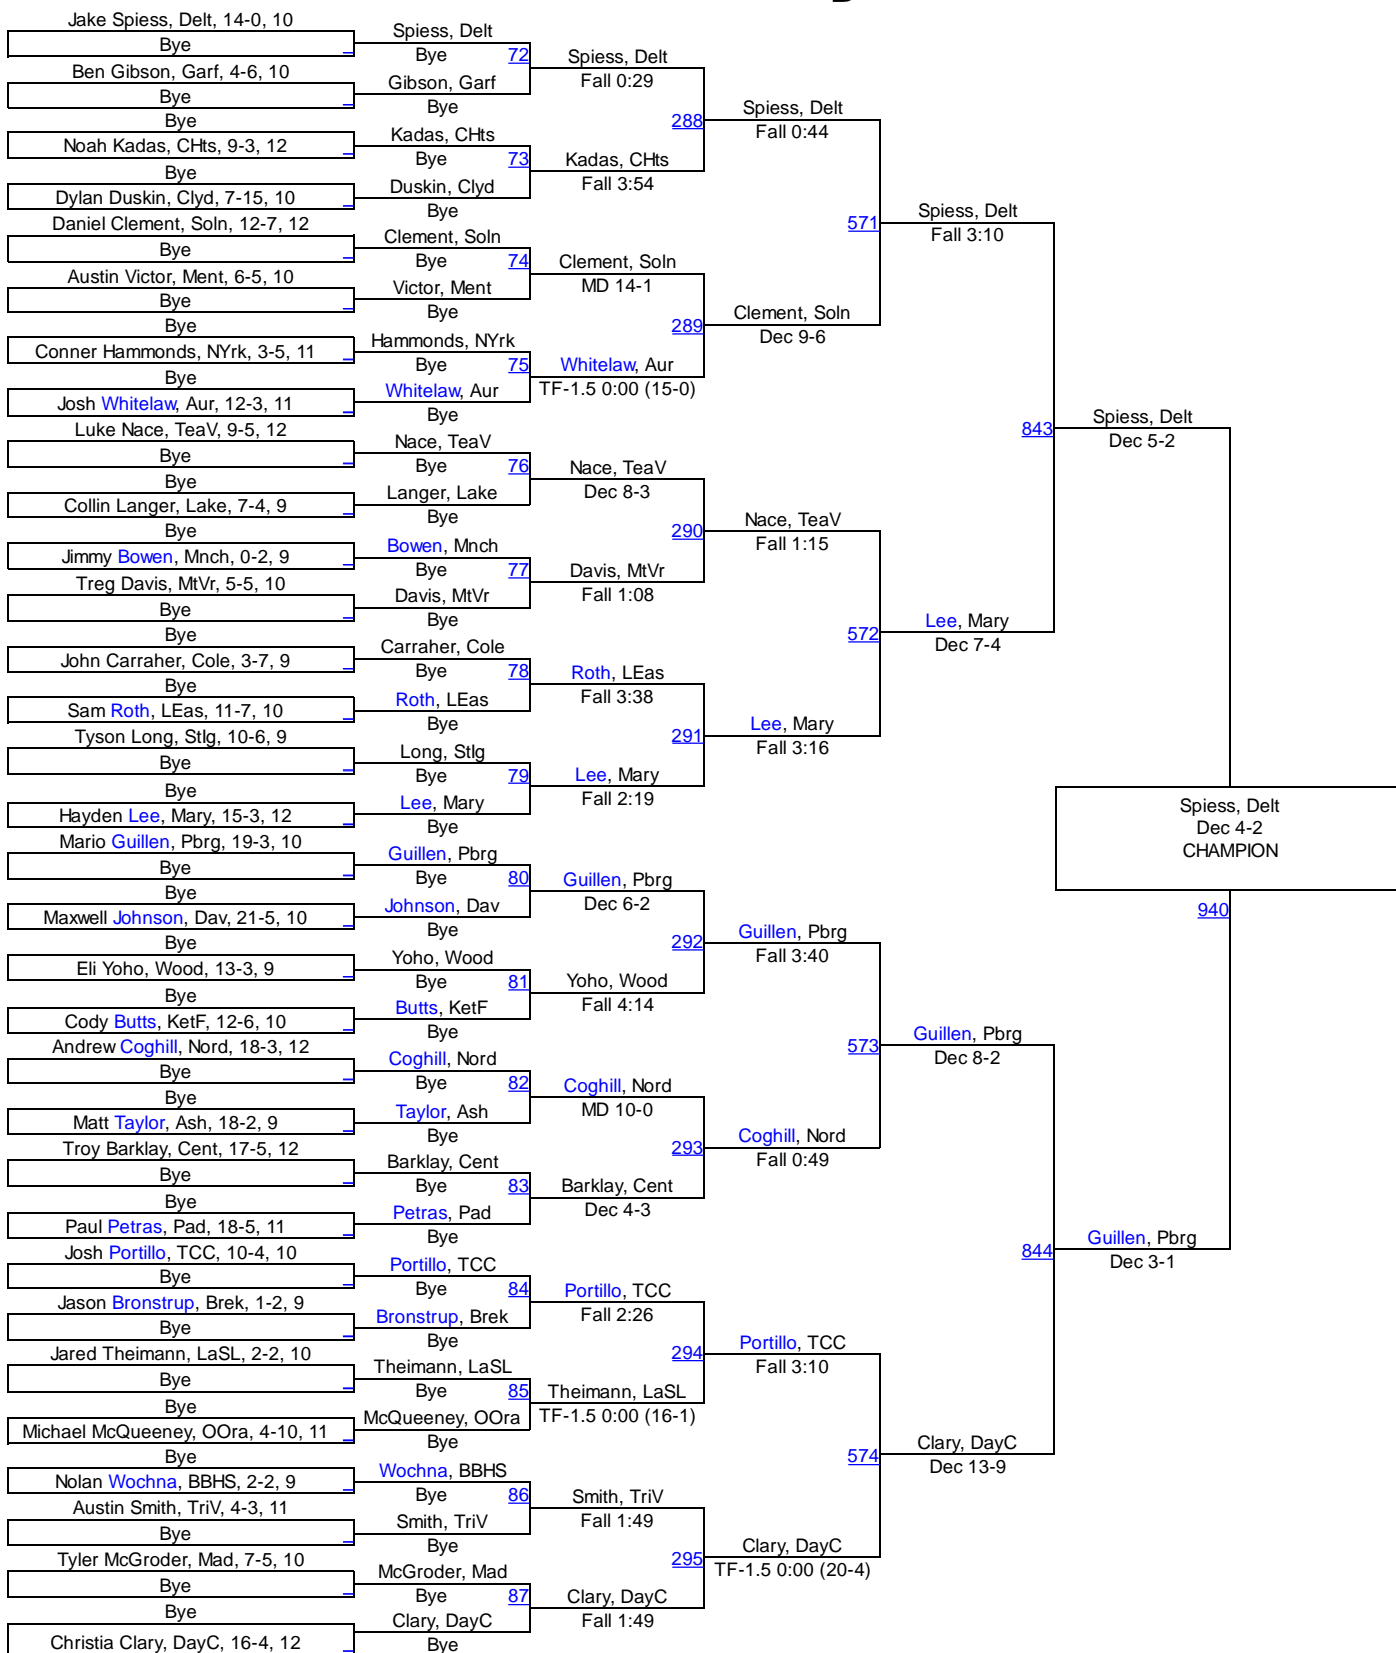 Jake Spiess, Delt, 14-0, 10
Bye
Ben Gibson, Garf, 4-6, 10
Bye
Bye
Noah Kadas, CHts, 9-3, 12
Bye
Dylan Duskin, Clyd, 7-15, 10
Daniel Clement, Soln, 12-7, 12
Bye
Austin Victor, Ment, 6-5, 10
Bye
Bye
Conner Hammonds, NYrk, 3-5, 11
Bye
Josh Whitelaw, Aur, 12-3, 11
Luke Nace, TeaV, 9-5, 12
Bye
Bye
Collin Langer, Lake, 7-4, 9
Bye
Jimmy Bowen, Mnch, 0-2, 9
Treg Davis, MtVr, 5-5, 10
Bye
Bye
John Carraher, Cole, 3-7, 9
Bye
Sam Roth, LEas, 11-7, 10
Tyson Long, Stlg, 10-6, 9
Bye
Bye
Hayden Lee, Mary, 15-3, 12
Mario Guillen, Pbrg, 19-3, 10
Bye
Bye
Maxwell Johnson, Dav, 21-5, 10
Bye
Eli Yoho, Wood, 13-3, 9
Bye
Cody Butts, KetF, 12-6, 10
Andrew Coghill, Nord, 18-3, 12
Bye
Bye
Matt Taylor, Ash, 18-2, 9
Troy Barklay, Cent, 17-5, 12
Bye
Bye
Paul Petras, Pad, 18-5, 11
Josh Portillo, TCC, 10-4, 10
Bye
Jason Bronstrup, Brek, 1-2, 9
Bye
Jared Theimann, LaSL, 2-2, 10
Bye
Bye
Michael McQueeney, OOra, 4-10, 11
Bye
Nolan Wochna, BBHS, 2-2, 9
Austin Smith, TriV, 4-3, 11
Bye
Tyler McGroder, Mad, 7-5, 10
Bye
Bye
Christia Clary, DayC, 16-4, 12
Spiess, Delt
Bye 72
Gibson, Garf
Bye
Kadas, CHts
Bye 73
Duskin, Clyd
Bye
Clement, Soln
Bye 74
Victor, Ment
Bye
Hammonds, NYrk
Bye 75
Whitelaw, Aur
Bye
Nace, TeaV
Bye 76
Langer, Lake
Bye
Bowen, Mnch
Bye 77
Davis, MtVr
Bye
Carraher, Cole
Bye 78
Roth, LEas
Bye
Long, Stlg
Bye 79
Lee, Mary
Bye
Guillen, Pbrg
Bye 80
Johnson, Dav
Bye
Yoho, Wood
Bye 81
Butts, KetF
Bye
Coghill, Nord
Bye 82
Taylor, Ash
Bye
Barklay, Cent
Bye 83
Petras, Pad
Bye
Portillo, TCC
Bye 84
Bronstrup, Brek
Bye
Theimann, LaSL
Bye 85
McQueeney, OOra
Bye
Wochna, BBHS
Bye 86
Smith, TriV
Bye
McGroder, Mad
Bye 87
Clary, DayC
Bye
Spiess, Delt
Fall 0:29
288
Kadas, CHts
Fall 3:54
Clement, Soln
MD 14-1
289
Whitelaw, Aur
TF-1.5 0:00 (15-0)
Nace, TeaV
Dec 8-3
290
Davis, MtVr
Fall 1:08
Roth, LEas
Fall 3:38
291
Lee, Mary
Fall 2:19
Guillen, Pbrg
Dec 6-2
292
Yoho, Wood
Fall 4:14
Coghill, Nord
MD 10-0
293
Barklay, Cent
Dec 4-3
Portillo, TCC
Fall 2:26
294
Theimann, LaSL
TF-1.5 0:00 (16-1)
Smith, TriV
Fall 1:49
295
Clary, DayC
Fall 1:49
Spiess, Delt
Fall 0:44
571
Clement, Soln
Dec 9-6
Nace, TeaV
Fall 1:15
572
Lee, Mary
Fall 3:16
Guillen, Pbrg
Fall 3:40
573
Coghill, Nord
Fall 0:49
Portillo, TCC
Fall 3:10
574
Clary, DayC
TF-1.5 0:00 (20-4)
Spiess, Delt
Fall 3:10
843
Lee, Mary
Dec 7-4
Guillen, Pbrg
Dec 8-2
844
Clary, DayC
Dec 13-9
Spiess, Delt
Dec 5-2
Guillen, Pbrg
Dec 3-1
Spiess, Delt
Dec 4-2
CHAMPION
940